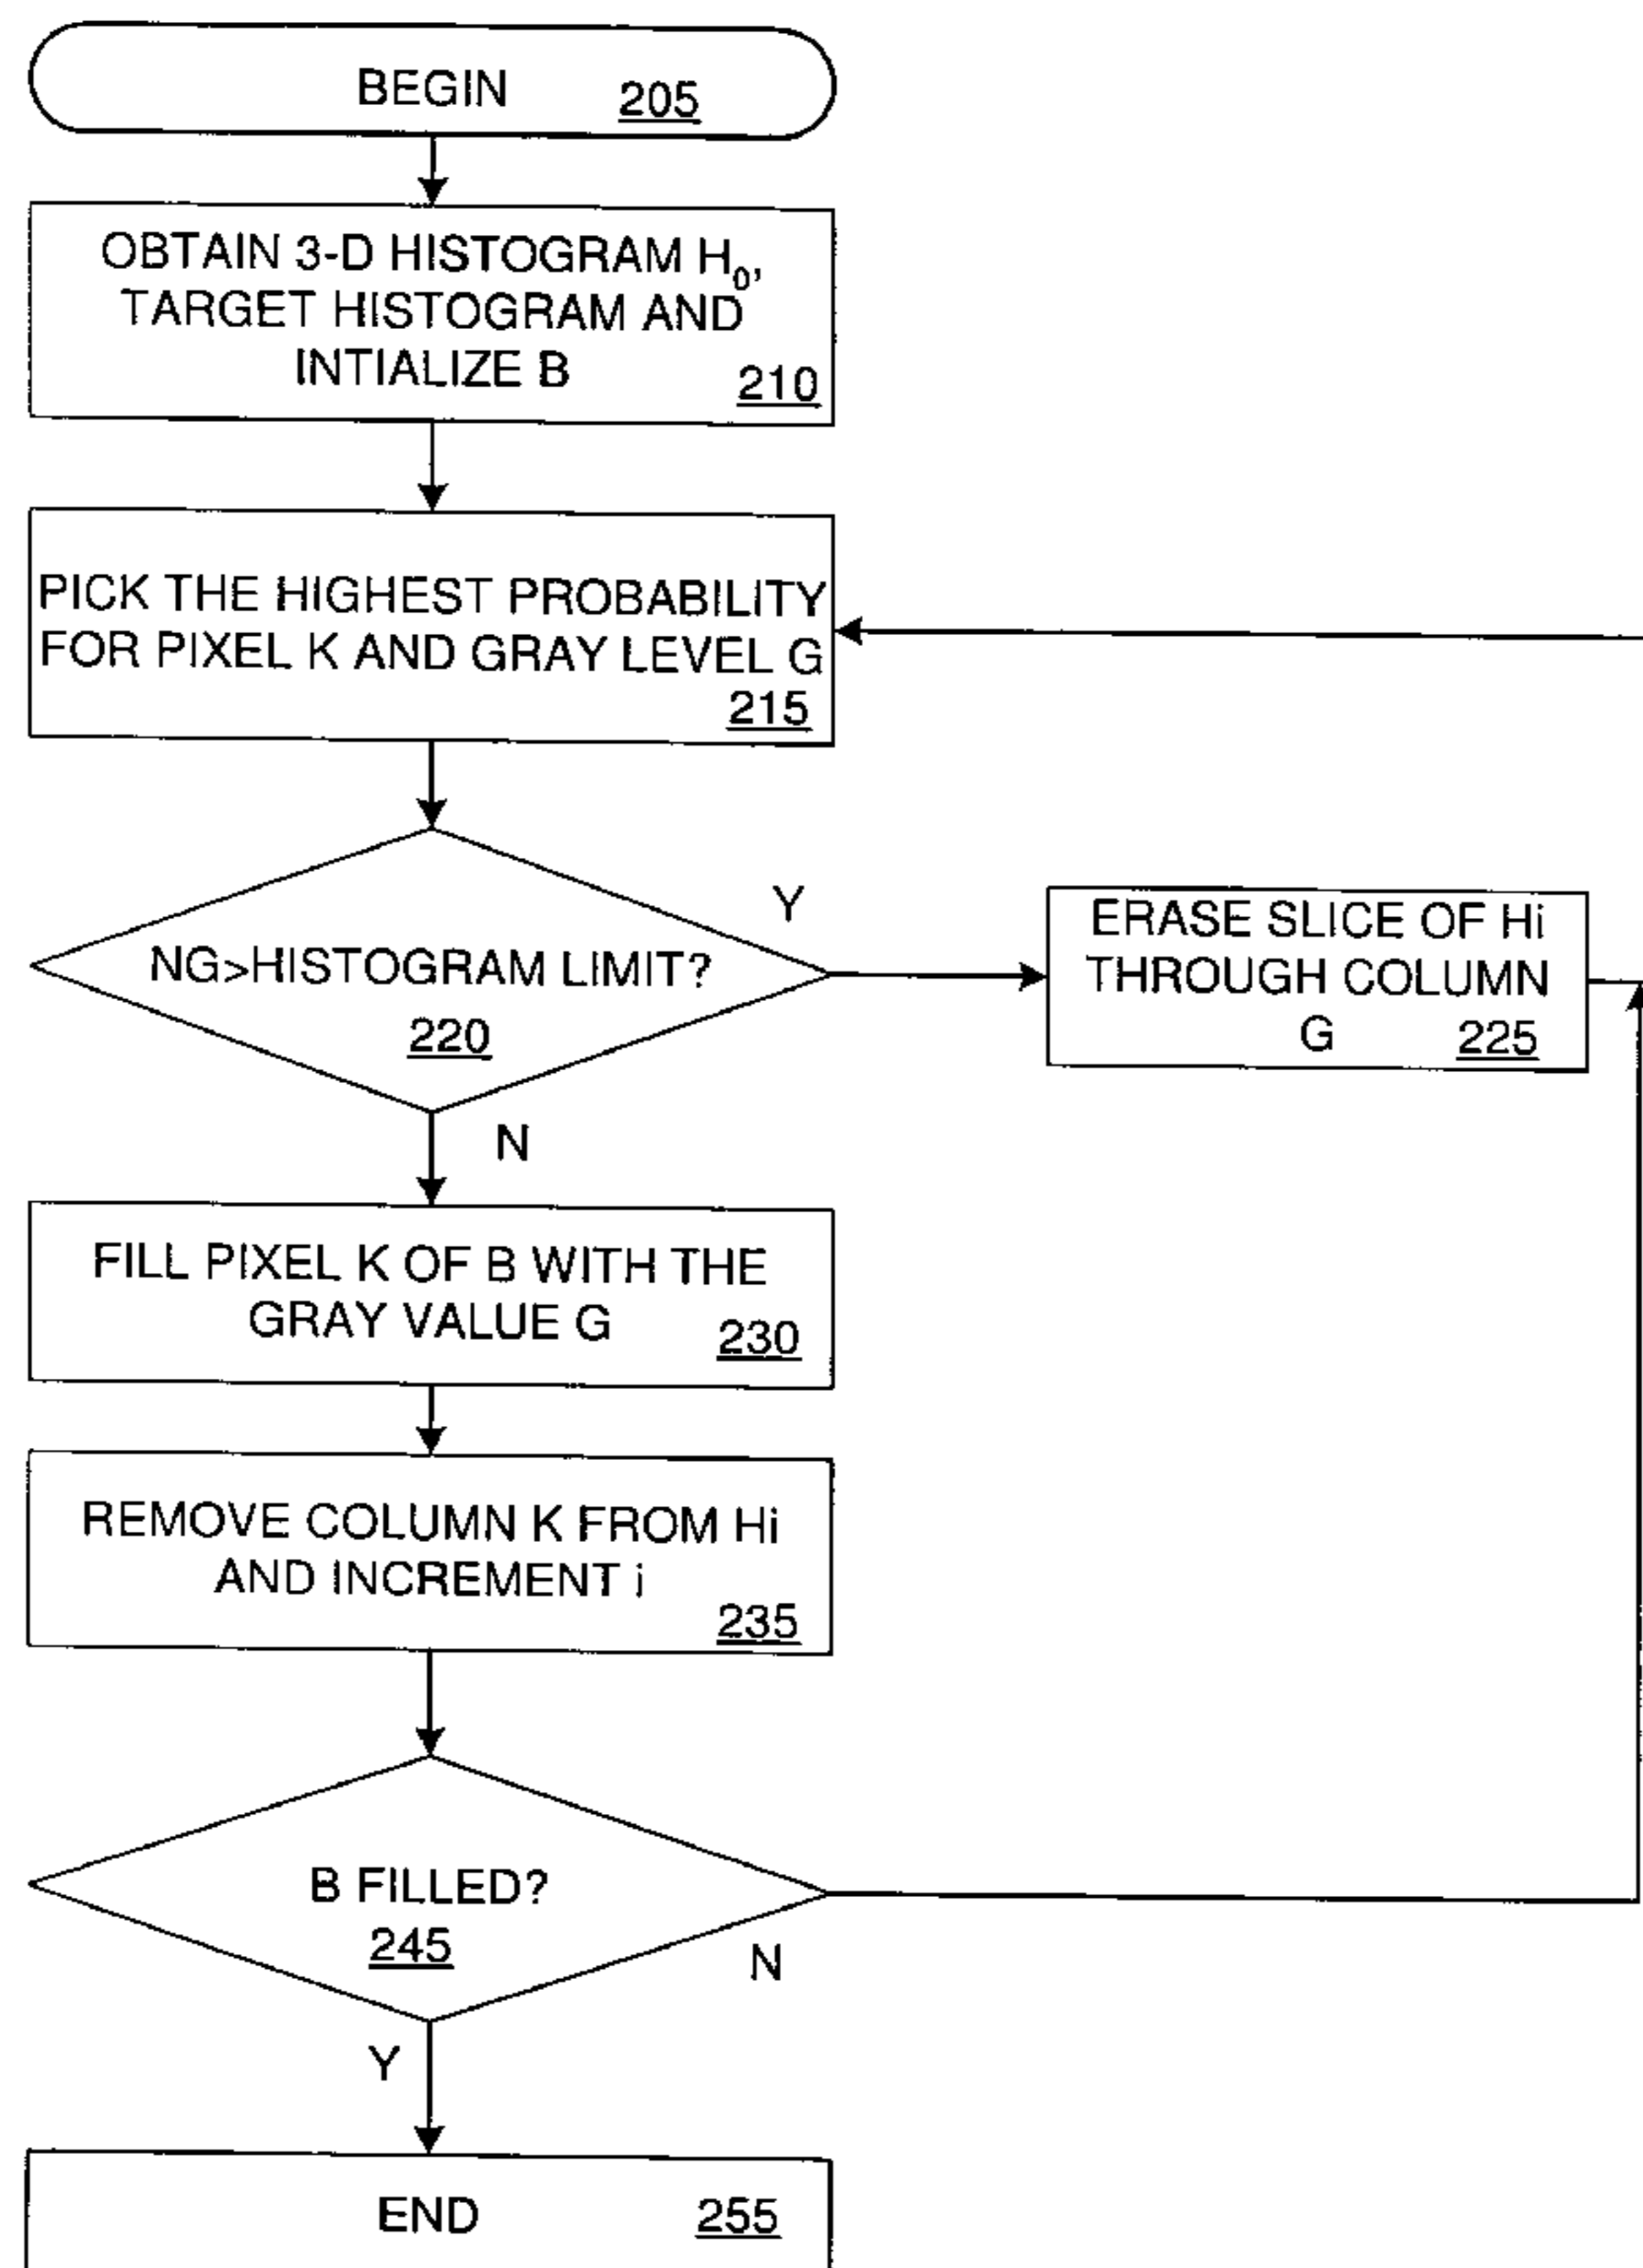 BEGIN 205
OBTAIN 3-D HISTOGRAM H0,
TARGET HISTOGRAM AND
INTIALIZE B
210
PICK THE HIGHEST PROBABILITY
FOR PIXEL K AND GRAY LEVEL G
215
Y
NG>HISTOGRAM LIMIT?
220
ERASE SLICE OF Hi
THROUGH COLUMN
G 225
N
FILL PIXEL K OF B WITH THE
GRAY VALUE G
230
REMOVE COLUMN K FROM Hi
AND INCREMENT i
235
B FILLED?
245
N
Y
END 255